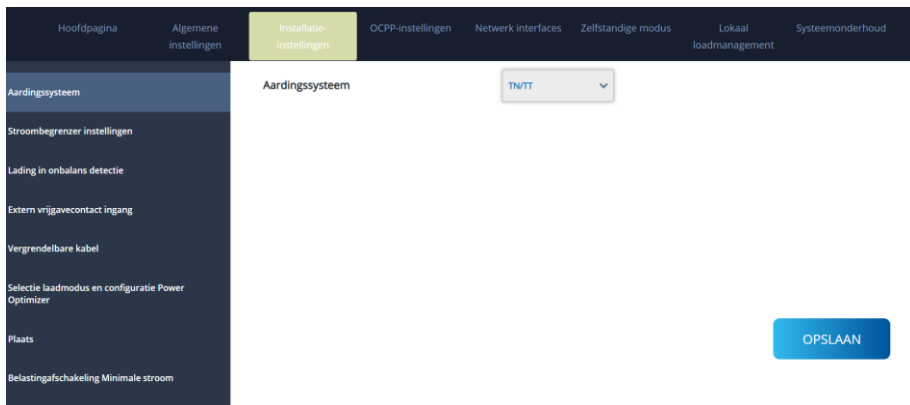 Hoofdpagina
Algemene
instellingen
Installatie-
instellingen
OCPP-instellingen
Netwerk interfaces
Zelfstandige modus
Lokaal
loadmanagement
Systeemonderhoud
Aardingssysteem
Stroombegrenzer instellingen
Lading in onbalans detectie
Extern vrijgavecontact ingang
Vergrendelbare kabel
Selectie laadmodus en configuratie Power
Optimizer
Plaats
Belastingafschakeling Minimale stroom
Aardingssysteem
TN/TT
OPSLAAN